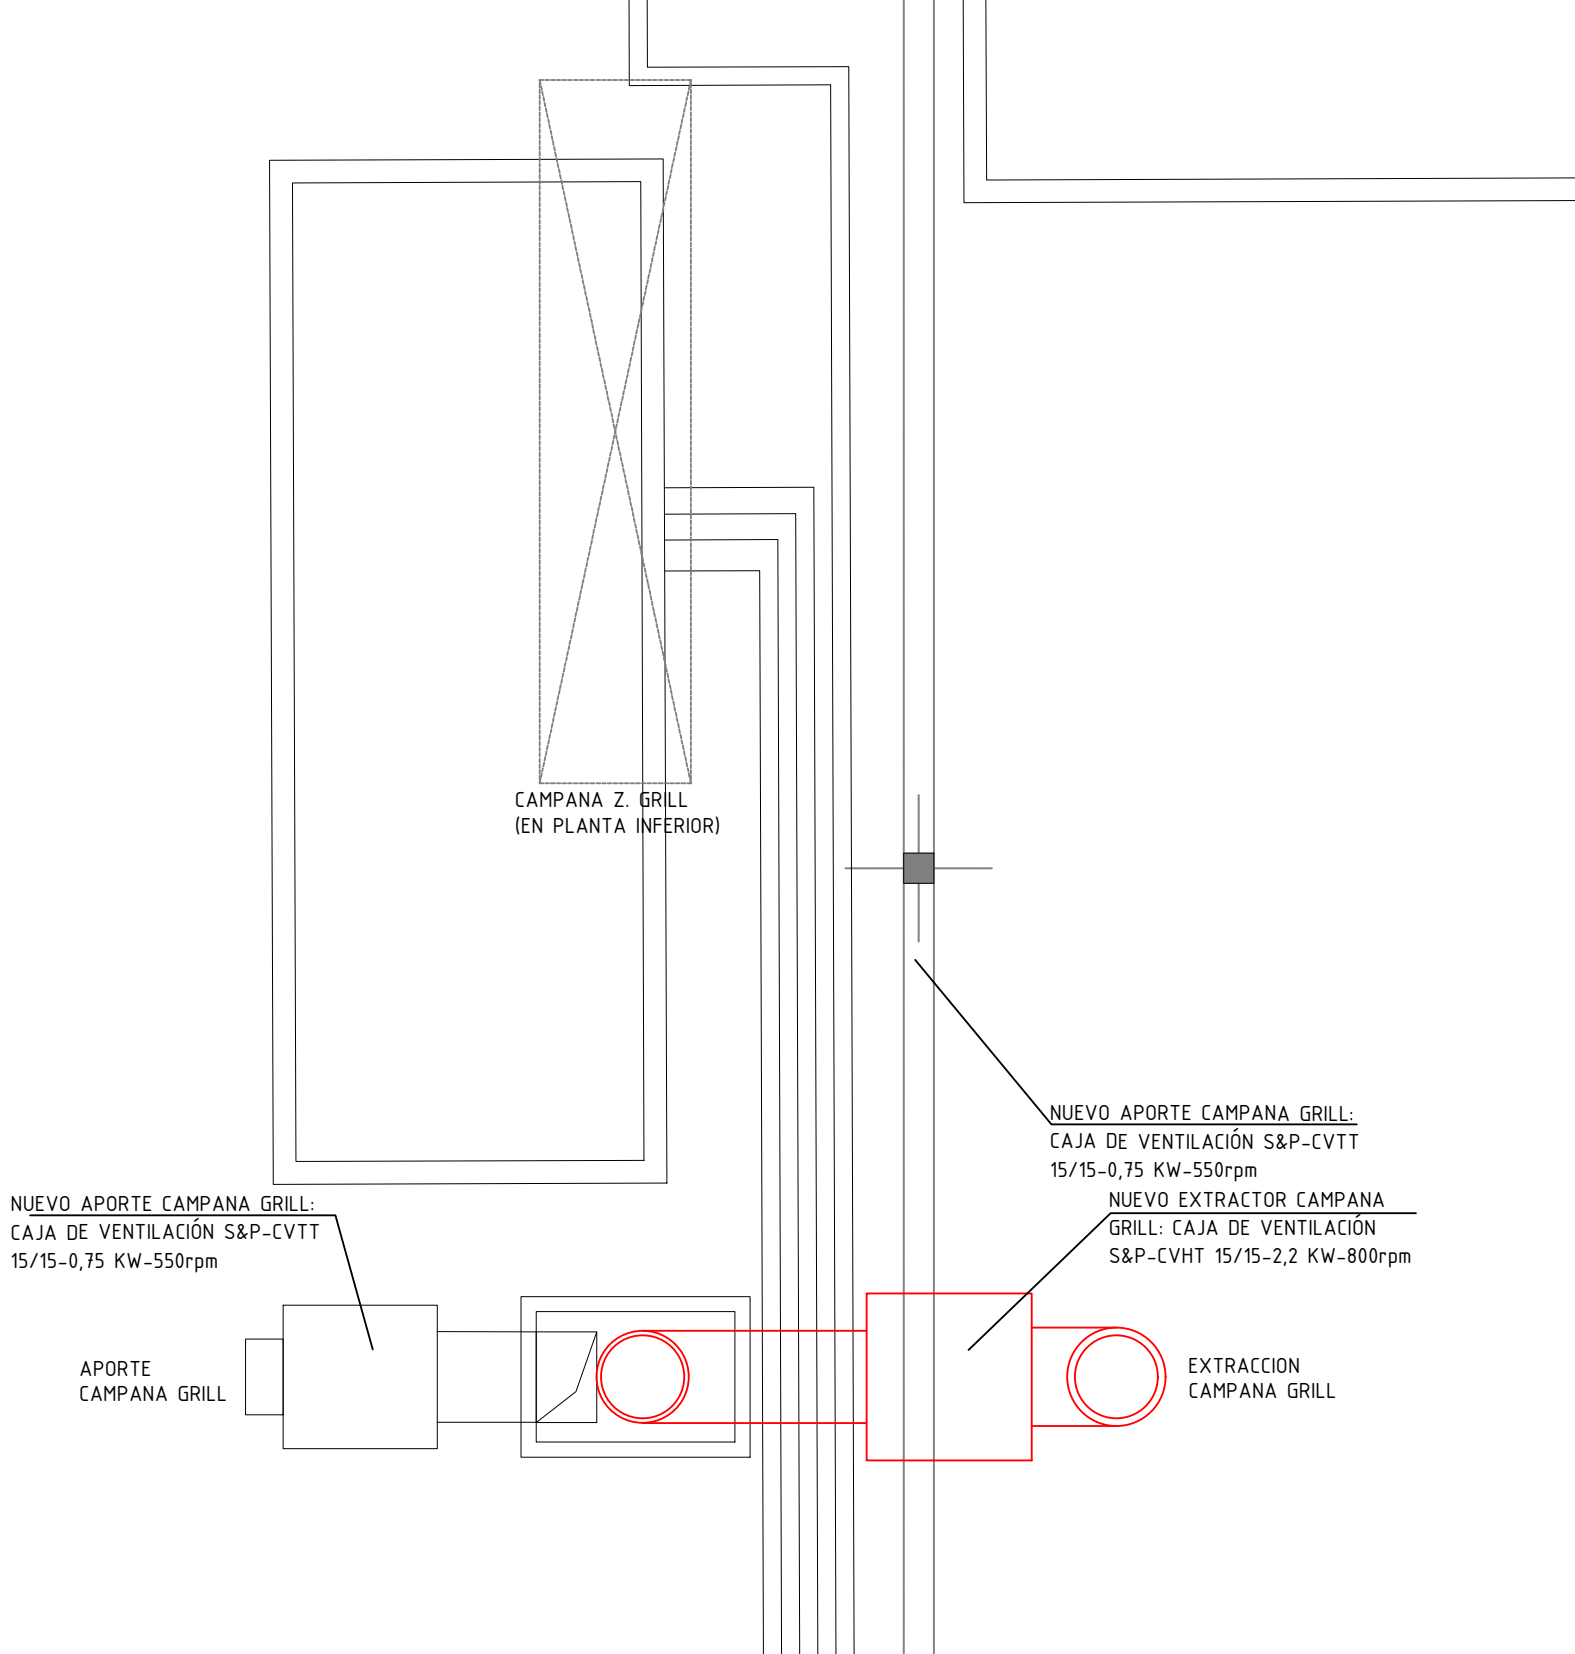 CAMPANA Z. GRILL
(EN PLANTA INFERIOR)
NUEVO APORTE CAMPANA GRILL:
CAJA DE VENTILACIÓN S&P-CVTT
15/15-0,75 KW-550rpm
NUEVO APORTE CAMPANA GRILL:
CAJA DE VENTILACIÓN S&P-CVTT
15/15-0,75 KW-550rpm
NUEVO EXTRACTOR CAMPANA
GRILL: CAJA DE VENTILACIÓN
S&P-CVHT 15/15-2,2 KW-800rpm
APORTE
CAMPANA GRILL
EXTRACCION
CAMPANA GRILL